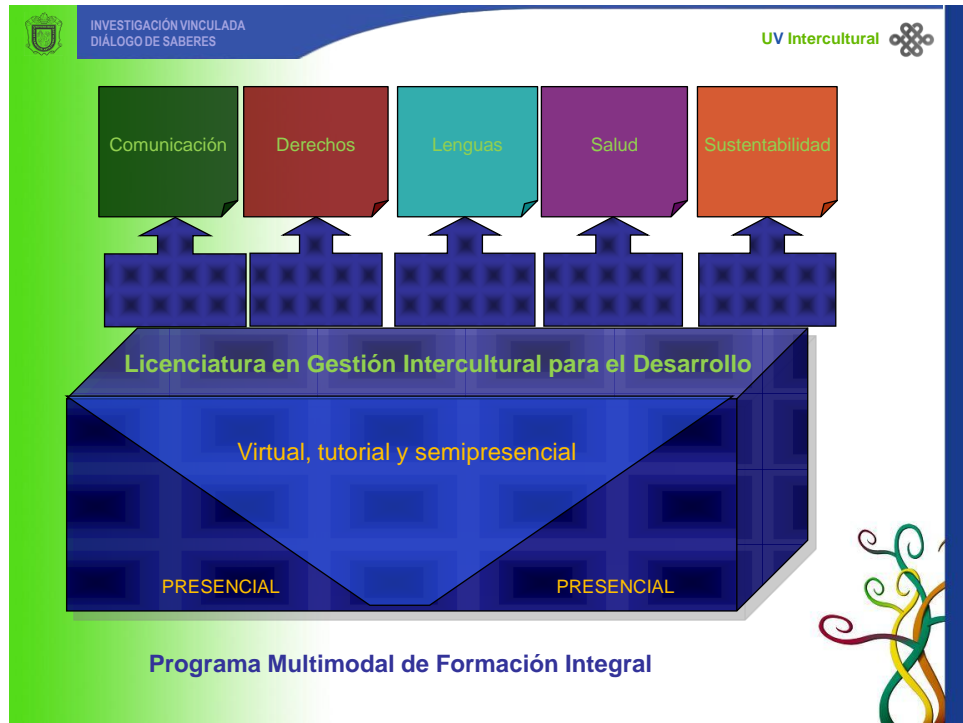 INVESTIGACIÓN VINCULADA
DIÁLOGO DE SABERES
UV Intercultural
Comunicación
Derechos
Lenguas
Salud
Sustentabilidad
Licenciatura en Gestión Intercultural para el Desarrollo
Virtual, tutorial y semipresencial
PRESENCIAL
PRESENCIAL
Programa Multimodal de Formación Integral